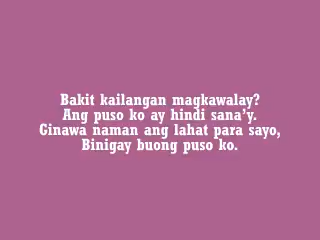 Bakit kailangan magkawalay?
Ang puso ko ay hindi sana’y.
Ginawa naman ang lahat para sayo,
Binigay buong puso ko.